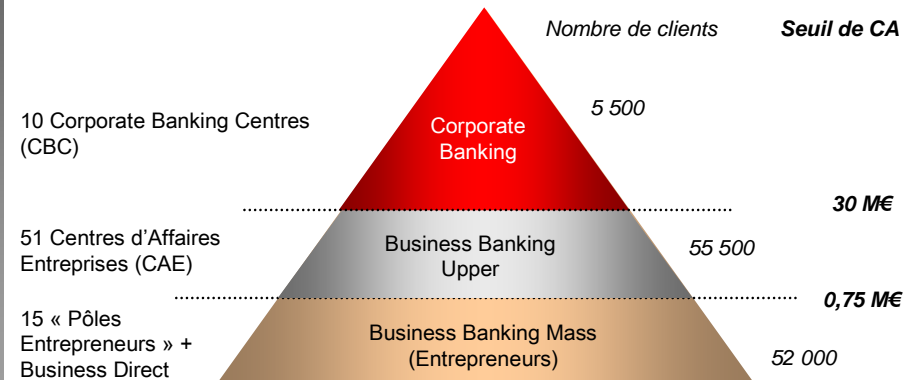 Nombre de clients
Seuil de CA
5 500
10 Corporate Banking Centres
(CBC)
Corporate
Banking
30 M€
51 Centres d’Affaires
Entreprises (CAE)
Business Banking
Upper
55 500
0,75 M€
15 « Pôles
Entrepreneurs » +
Business Direct
Business Banking Mass
(Entrepreneurs)
52 000